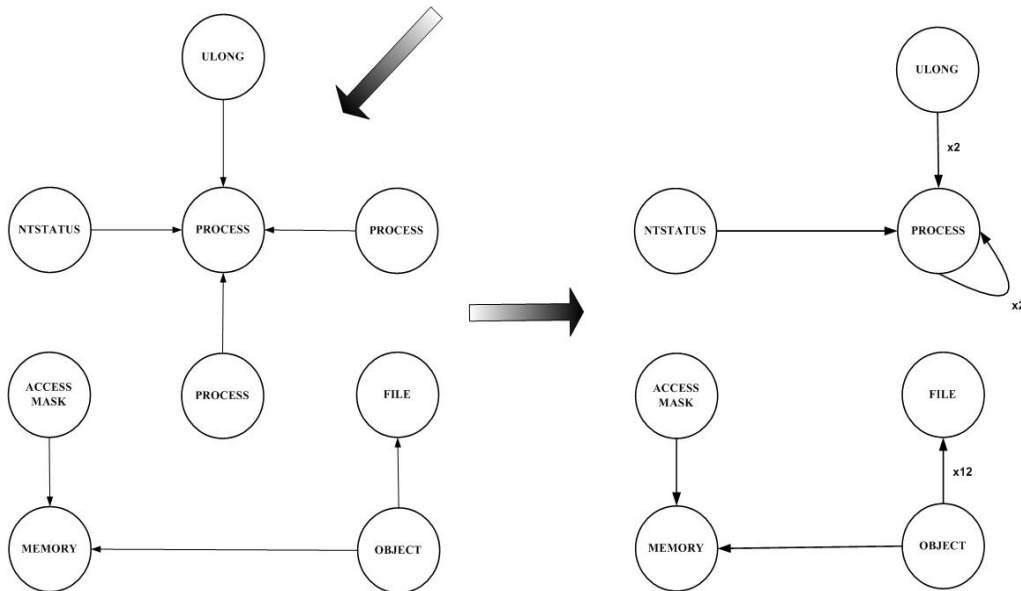 ULONG
NTSTATUS
PROCESS
PROCESS
ACCESS
MASK
PROCESS
FILE
MEMORY
OBJECT
ULONG
x2
NTSTATUS
PROCESS
x2
ACCESS
MASK
FILE
x12
MEMORY
OBJECT